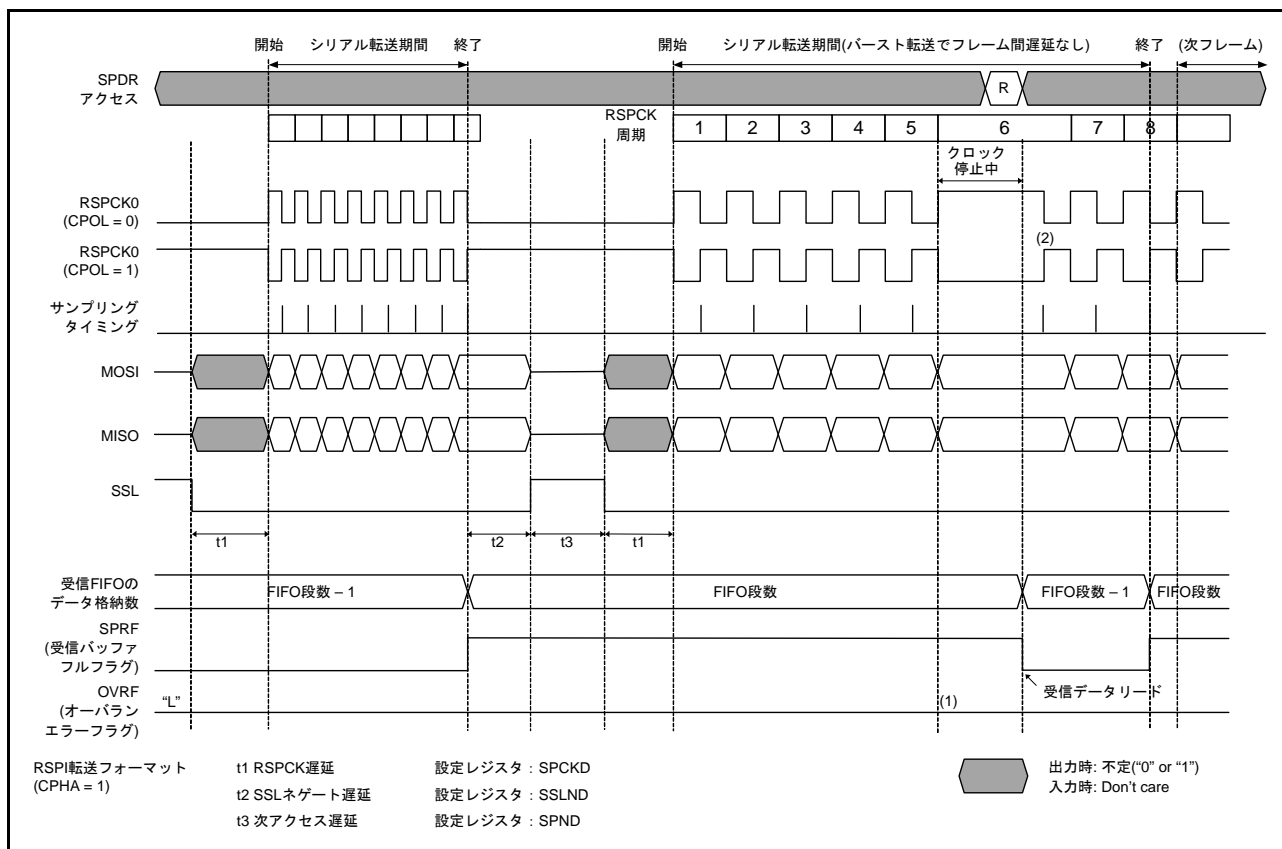 開始 シリアル転送期間 終了 開始 シリアル転送期間(バースト転送でフレーム間遅延なし) 終了 (次フレーム)
SPDR
アクセス
R
RSPCK
周期
1 2 3 4 5 6 7 8
クロック
停止中
RSPCK0
(CPOL = 0)
(2)
RSPCK0
(CPOL = 1)
サンプリング
タイミング
MOSI
MISO
SSL
t1 t2 t3 t1
受信FIFOの
データ格納数
FIFO段数 – 1 FIFO段数 FIFO段数 – 1 FIFO段数
SPRF
(受信バッファ
フルフラグ)
受信データリード
OVRF
(オーバラン
エラーフラグ)
“L” (1)
RSPI転送フォーマット
(CPHA = 1)
t1 RSPCK遅延 設定レジスタ : SPCKD
t2 SSLネゲート遅延 設定レジスタ : SSLND
t3 次アクセス遅延 設定レジスタ : SPND
出力時: 不定(“0” or “1”)
入力時: Don't care